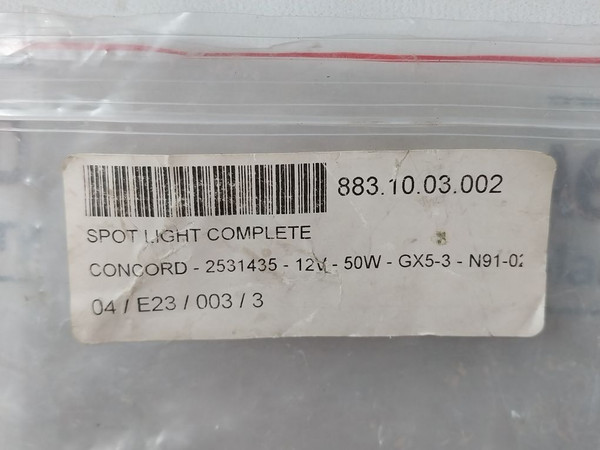 883.10.03.002
SPOT LIGHT COMPLETE
CONCORD - 2531435 - 12V - 50W - GX5-3 - N91-02
04 / E23 / 003 / 3